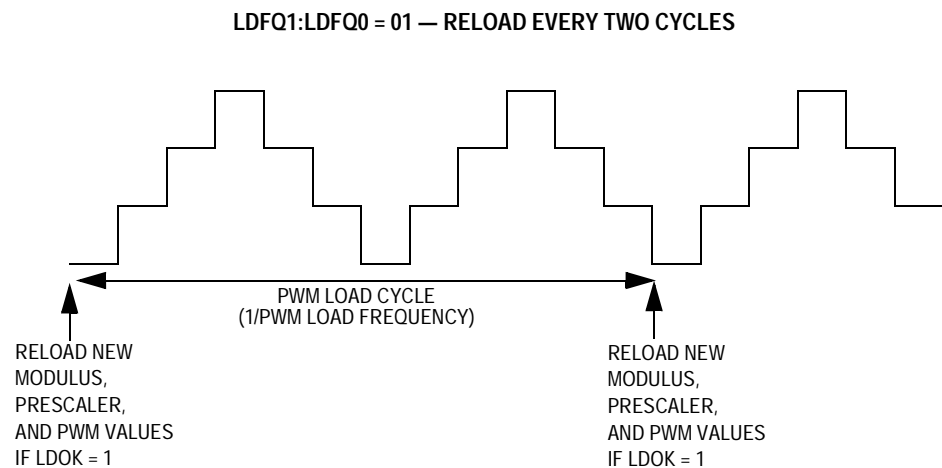 LDFQ1:LDFQ0 = 01 — RELOAD EVERY TWO CYCLES
PWM LOAD CYCLE
(1/PWM LOAD FREQUENCY)
RELOAD NEW
MODULUS,
PRESCALER,
AND PWM VALUES
IF LDOK = 1
RELOAD NEW
MODULUS,
PRESCALER,
AND PWM VALUES
IF LDOK = 1